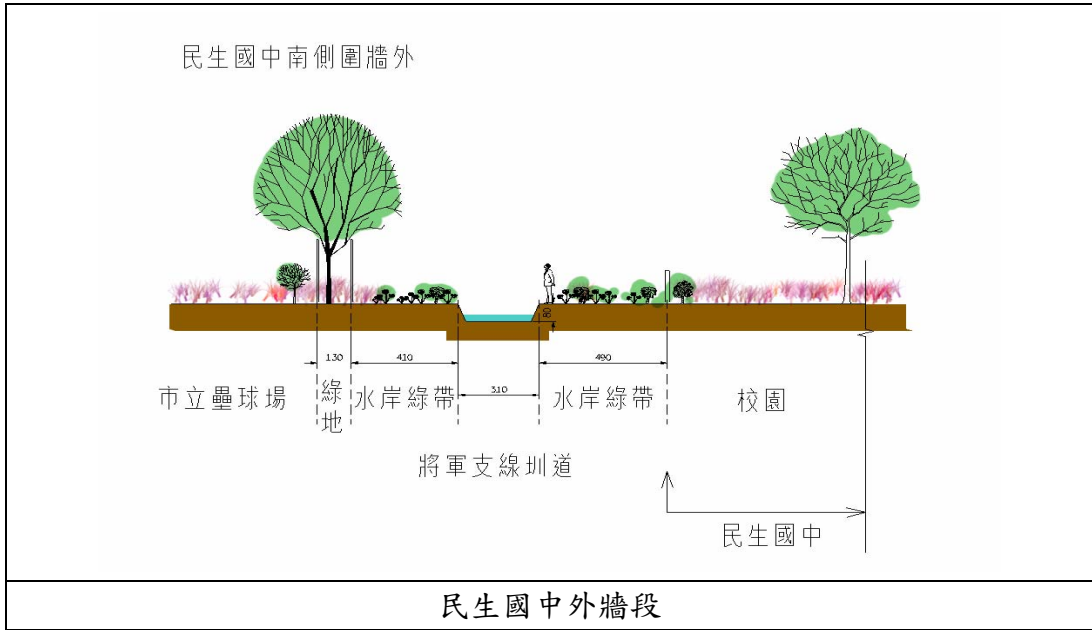 民生國中南側圍牆外
80
130
410
310
490
市立壘球場
綠地
水岸綠帶
水岸綠帶
校園
將軍支線圳道
民生國中
民生國中外牆段